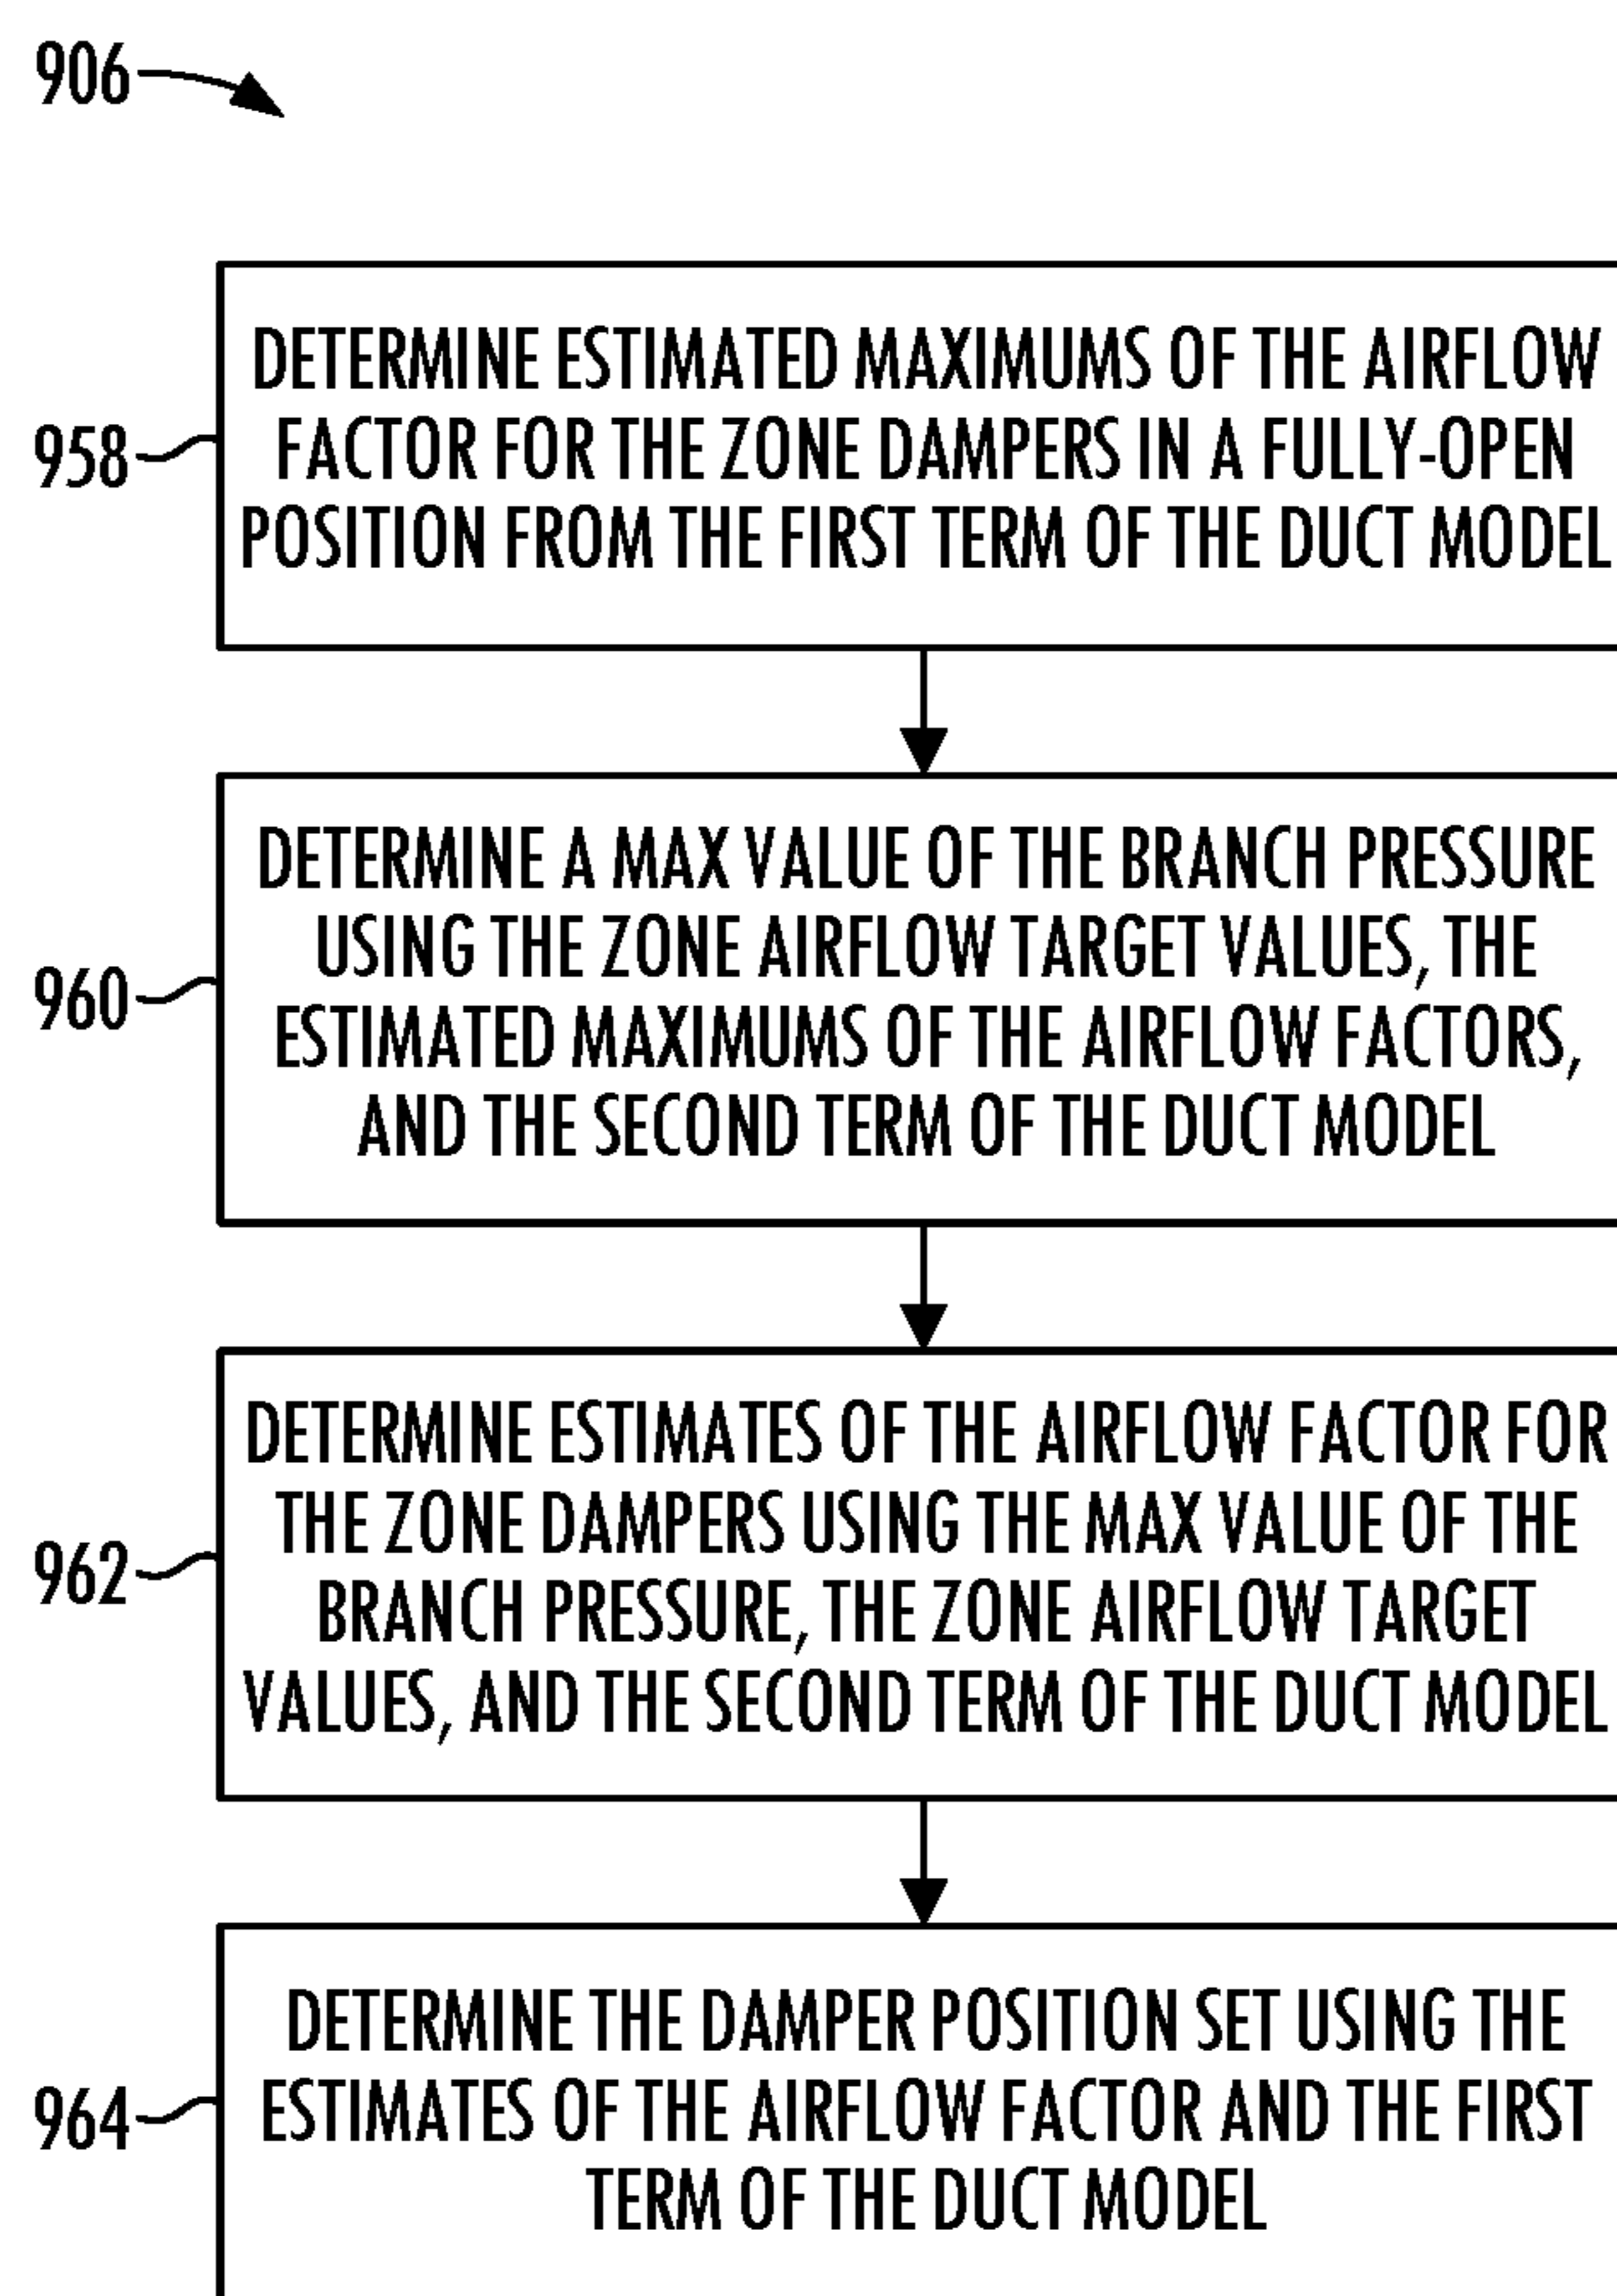 906
DETERMINE ESTIMATED MAXIMUMS OF THE AIRFLOW
FACTOR FOR THE ZONE DAMPERS IN A FULLY-OPEN
POSITION FROM THE FIRST TERM OF THE DUCT MODEL
958
DETERMINE A MAX VALUE OF THE BRANCH PRESSURE
USING THE ZONE AIRFLOW TARGET VALUES, THE
ESTIMATED MAXIMUMS OF THE AIRFLOW FACTORS,
AND THE SECOND TERM OF THE DUCT MODEL
960
DETERMINE ESTIMATES OF THE AIRFLOW FACTOR FOR
THE ZONE DAMPERS USING THE MAX VALUE OF THE
BRANCH PRESSURE, THE ZONE AIRFLOW TARGET
VALUES, AND THE SECOND TERM OF THE DUCT MODEL
962
DETERMINE THE DAMPER POSITION SET USING THE
ESTIMATES OF THE AIRFLOW FACTOR AND THE FIRST
TERM OF THE DUCT MODEL
964